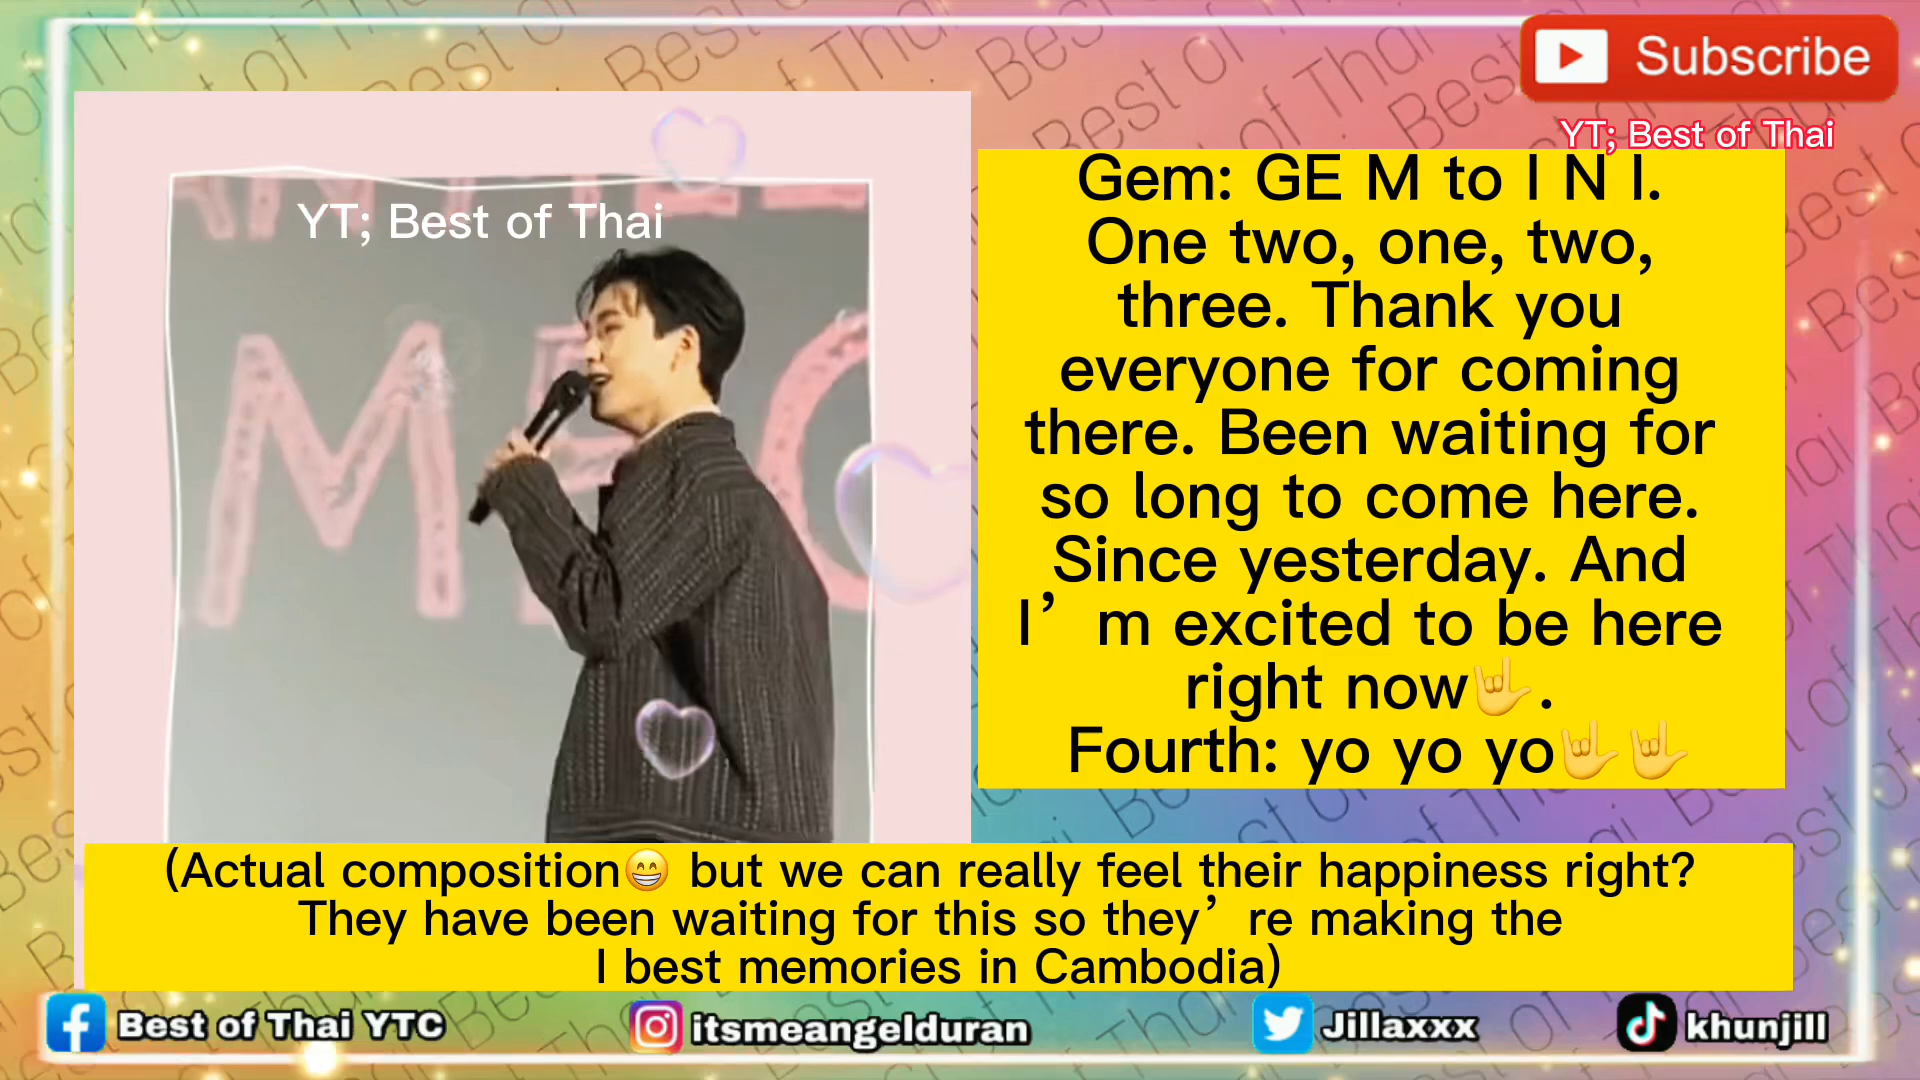 Subscribe
YT; Best of Thai
YT; Best of Thai
Gem: GE M to I N I.
One two, one, two,
three. Thank you
everyone for coming
there. Been waiting for
so long to come here.
Since yesterday. And
I’m excited to be here
right now🤟.
Fourth: yo yo yo🤟🤟
(Actual composition😁 but we can really feel their happiness right?
They have been waiting for this so they’re making the
l best memories in Cambodia)
Best of Thai YTC
itsmeangelduran
Jillaxxx
khunjill